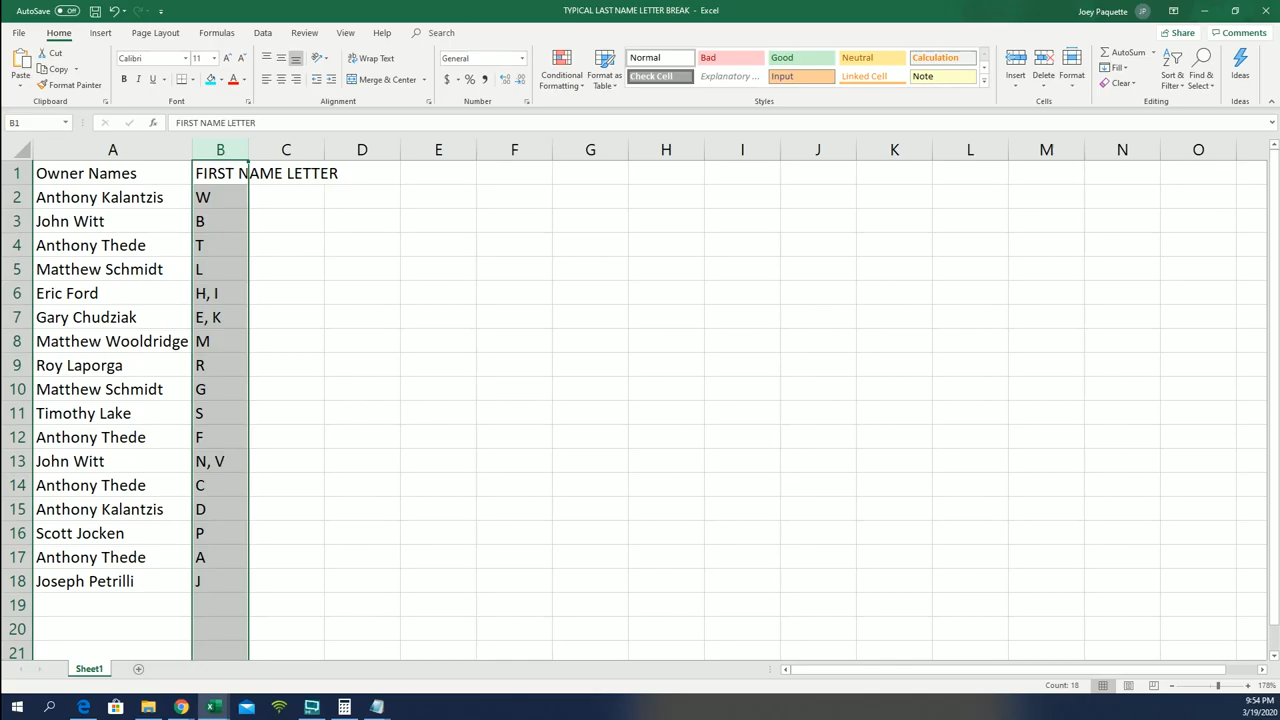 AutoSave Off TYPICAL LAST NAME LETTER BREAK - Excel Joey Paquette JF
File Home Insert Page Layout Formulas Data Review View Help Search Share Comments
Paste Cut Copy Format Painter Clipboard
Calibri 11 A A B I U A Font
Wrap Text Merge & Center Alignment
General $ % , Number
Conditional Formatting Format as Table
Normal Bad Good Neutral Calculation
Check Cell Explanatory ... Input Linked Cell Note
Styles
Insert Delete Format Cells
AutoSum Fill Clear Sort & Filter Find & Select Editing
Ideas Ideas
B1 fx FIRST NAME LETTER
A B C D E F G H I J K L M N O
1 Owner Names FIRST NAME LETTER
2 Anthony Kalantzis W
3 John Witt B
4 Anthony Thede T
5 Matthew Schmidt L
6 Eric Ford H, I
7 Gary Chudziak E, K
8 Matthew Wooldridge M
9 Roy Laporga R
10 Matthew Schmidt G
11 Timothy Lake S
12 Anthony Thede F
13 John Witt N, V
14 Anthony Thede C
15 Anthony Kalantzis D
16 Scott Jocken P
17 Anthony Thede A
18 Joseph Petrilli J
19
20
21
Sheet1
Count: 18 178%
9:54 PM
3/19/2020